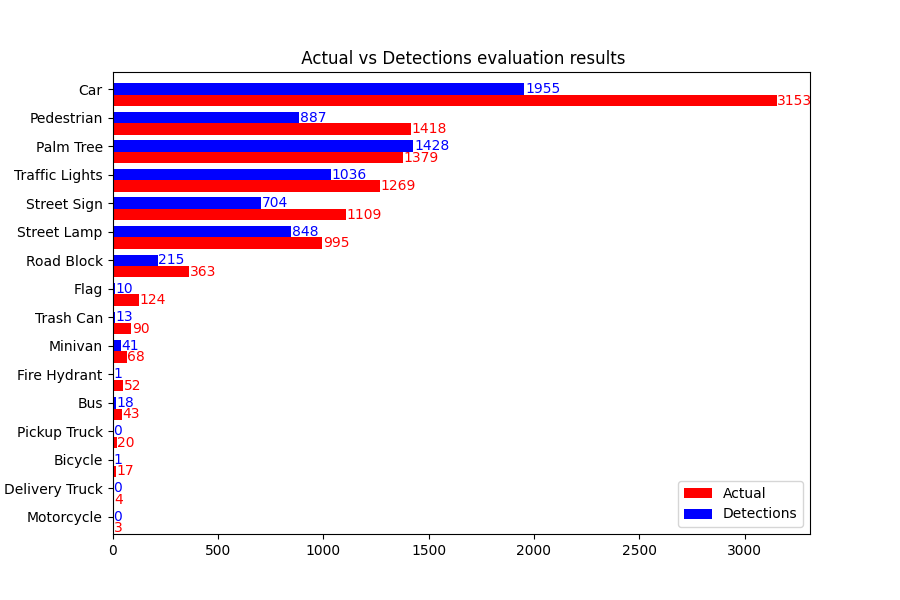 Actual vs Detections evaluation results
Car
1955
3153
Pedestrian
887
1418
Palm Tree
1428
1379
Traffic Lights
1036
1269
Street Sign
704
1109
Street Lamp
848
995
Road Block
215
363
Flag
10
124
Trash Can
13
90
Minivan
41
68
Fire Hydrant
1
52
Bus
18
43
Pickup Truck
0
20
Bicycle
1
17
Delivery Truck
0
4
Motorcycle
0
3
Actual
Detections
0 500 1000 1500 2000 2500 3000